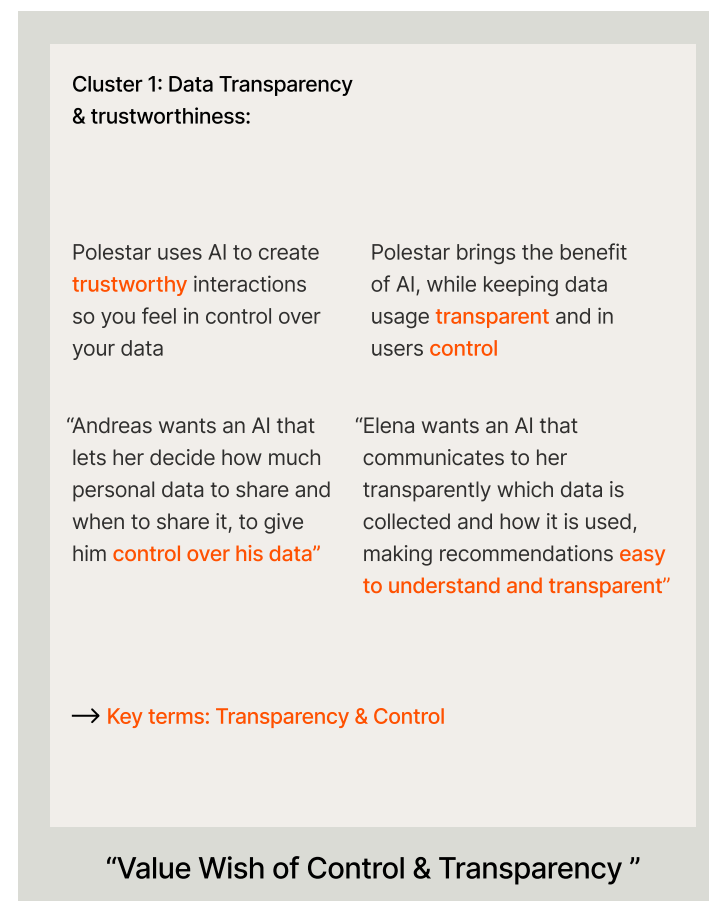 Cluster 1: Data Transparency
& trustworthiness:
Polestar uses AI to create
trustworthy interactions
so you feel in control over
your data
Polestar brings the benefit
of AI, while keeping data
usage transparent and in
users control
“Andreas wants an AI that
lets her decide how much
personal data to share and
when to share it, to give
him control over his data”
“Elena wants an AI that
communicates to her
transparently which data is
collected and how it is used,
making recommendations easy
to understand and transparent”
→ Key terms: Transparency & Control
“Value Wish of Control & Transparency ”